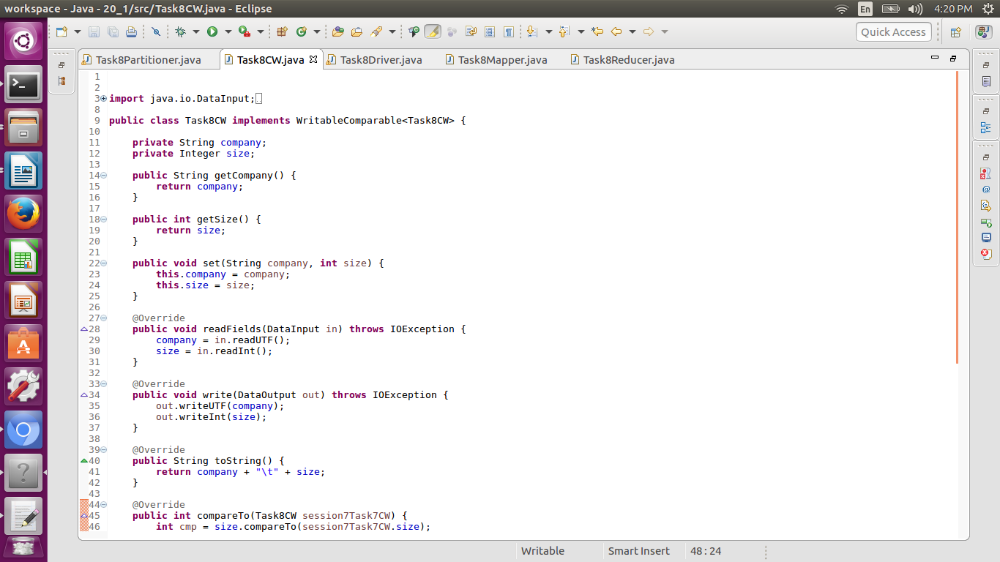 workspace - Java - 20_1/src/Task8CW.java - Eclipse
En
4:20 PM
Quick Access
Task8Partitioner.java
Task8CW.java
Task8Driver.java
Task8Mapper.java
Task8Reducer.java
1
2
3 import java.io.DataInput;
8
9 public class Task8CW implements WritableComparable<Task8CW> {
10
11 private String company;
12 private Integer size;
13
14 public String getCompany() {
15 return company;
16 }
17
18 public int getSize() {
19 return size;
20 }
21
22 public void set(String company, int size) {
23 this.company = company;
24 this.size = size;
25 }
26
27 @Override
28 public void readFields(DataInput in) throws IOException {
29 company = in.readUTF();
30 size = in.readInt();
31 }
32
33 @Override
34 public void write(DataOutput out) throws IOException {
35 out.writeUTF(company);
36 out.writeInt(size);
37 }
38
39 @Override
40 public String toString() {
41 return company + "\t" + size;
42 }
43
44 @Override
45 public int compareTo(Task8CW session7Task7CW) {
46 int cmp = size.compareTo(session7Task7CW.size);
Writable
Smart Insert
48 : 24